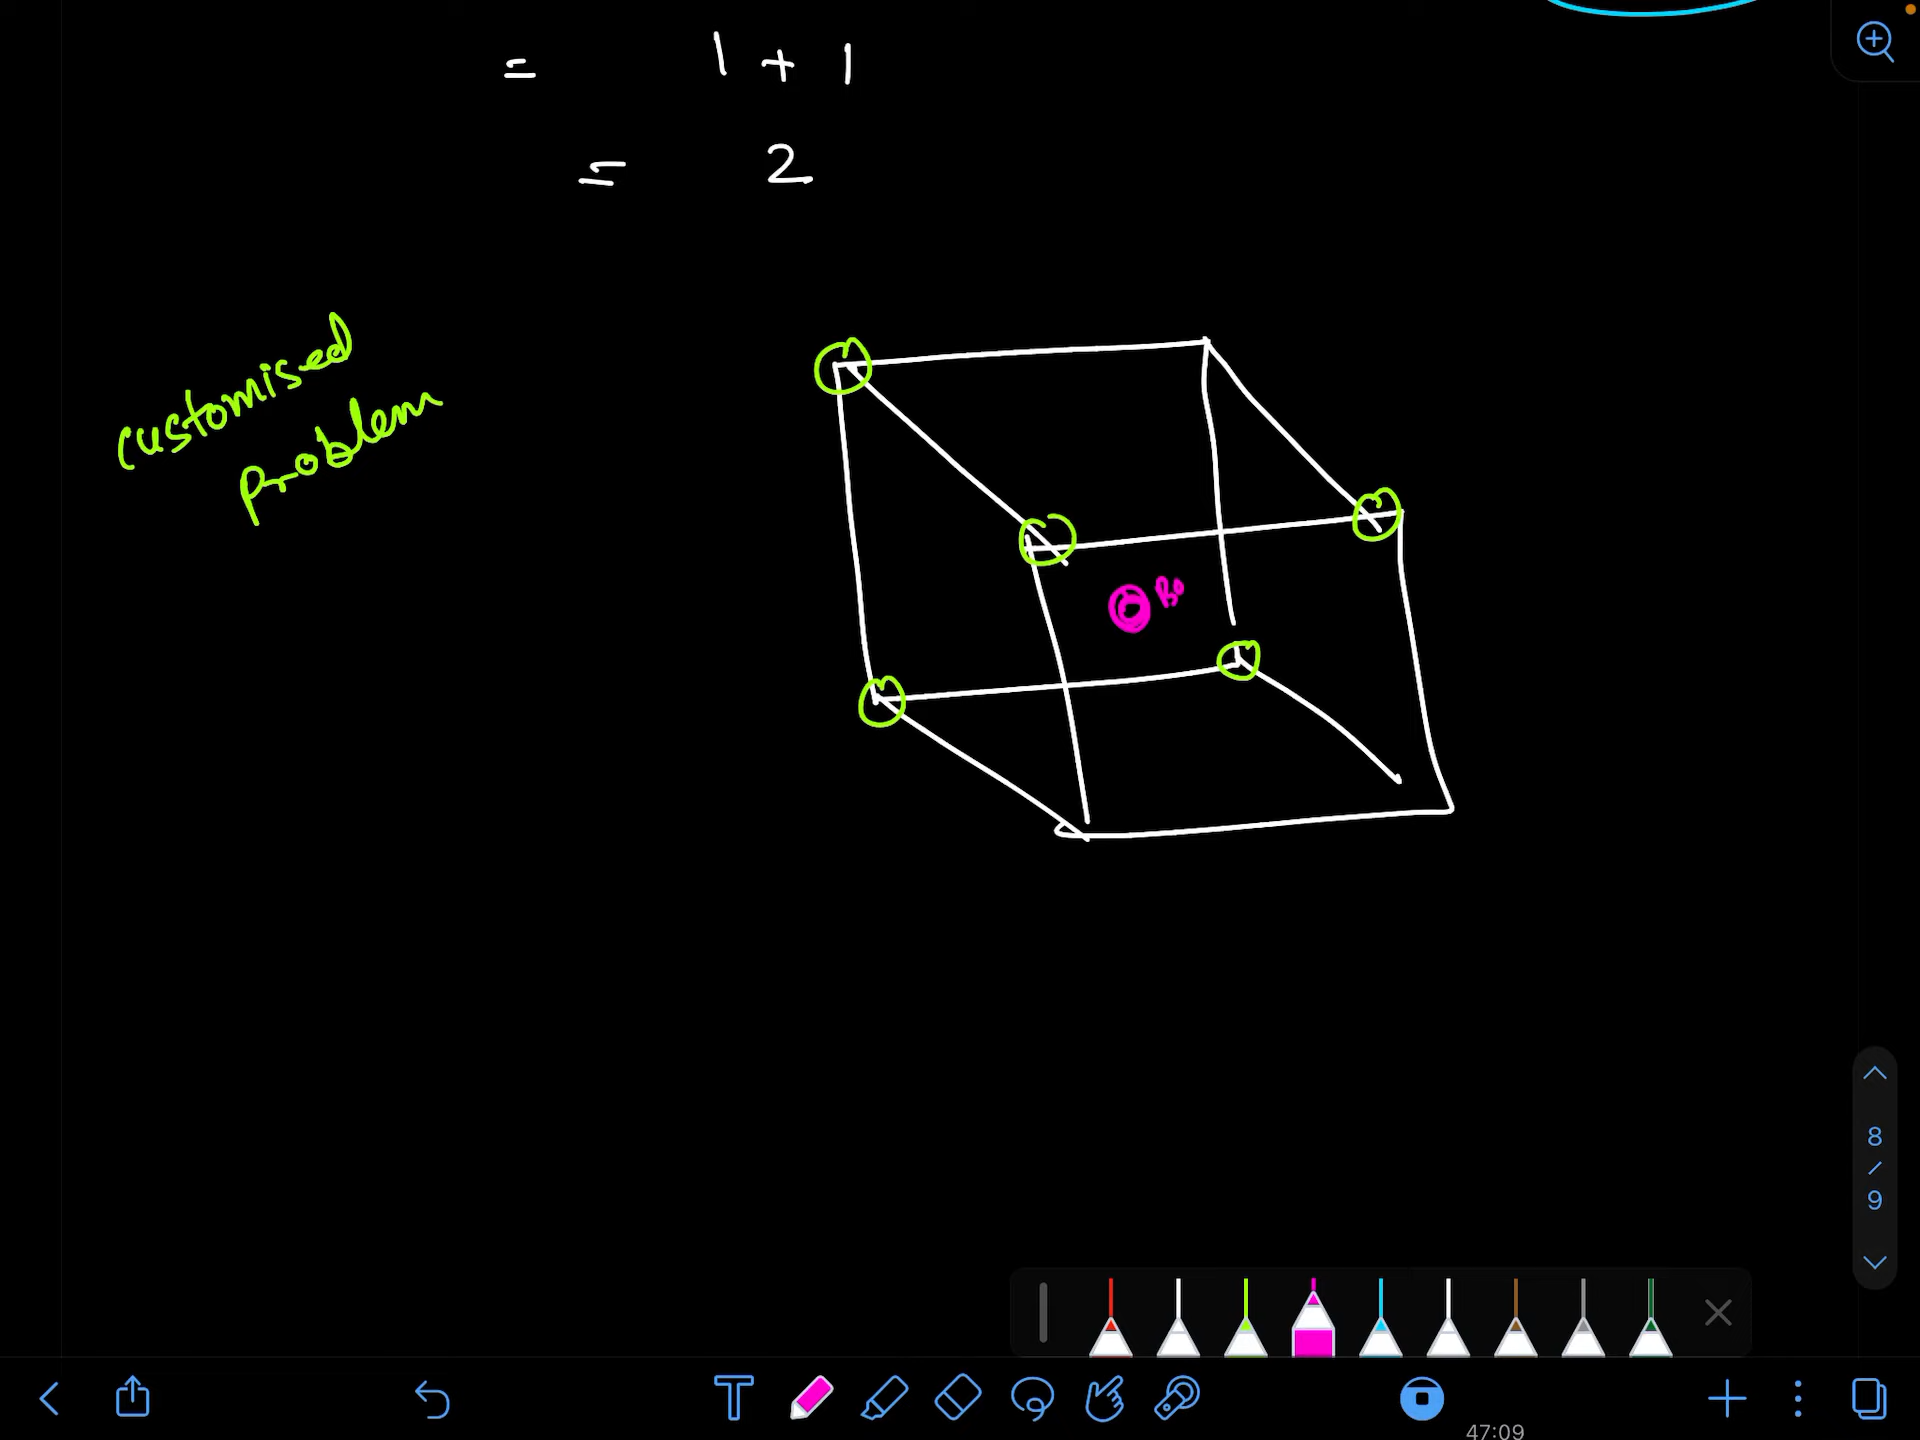 = 1 + 1
= 2
customised
problem
8
/
9
T
47:09